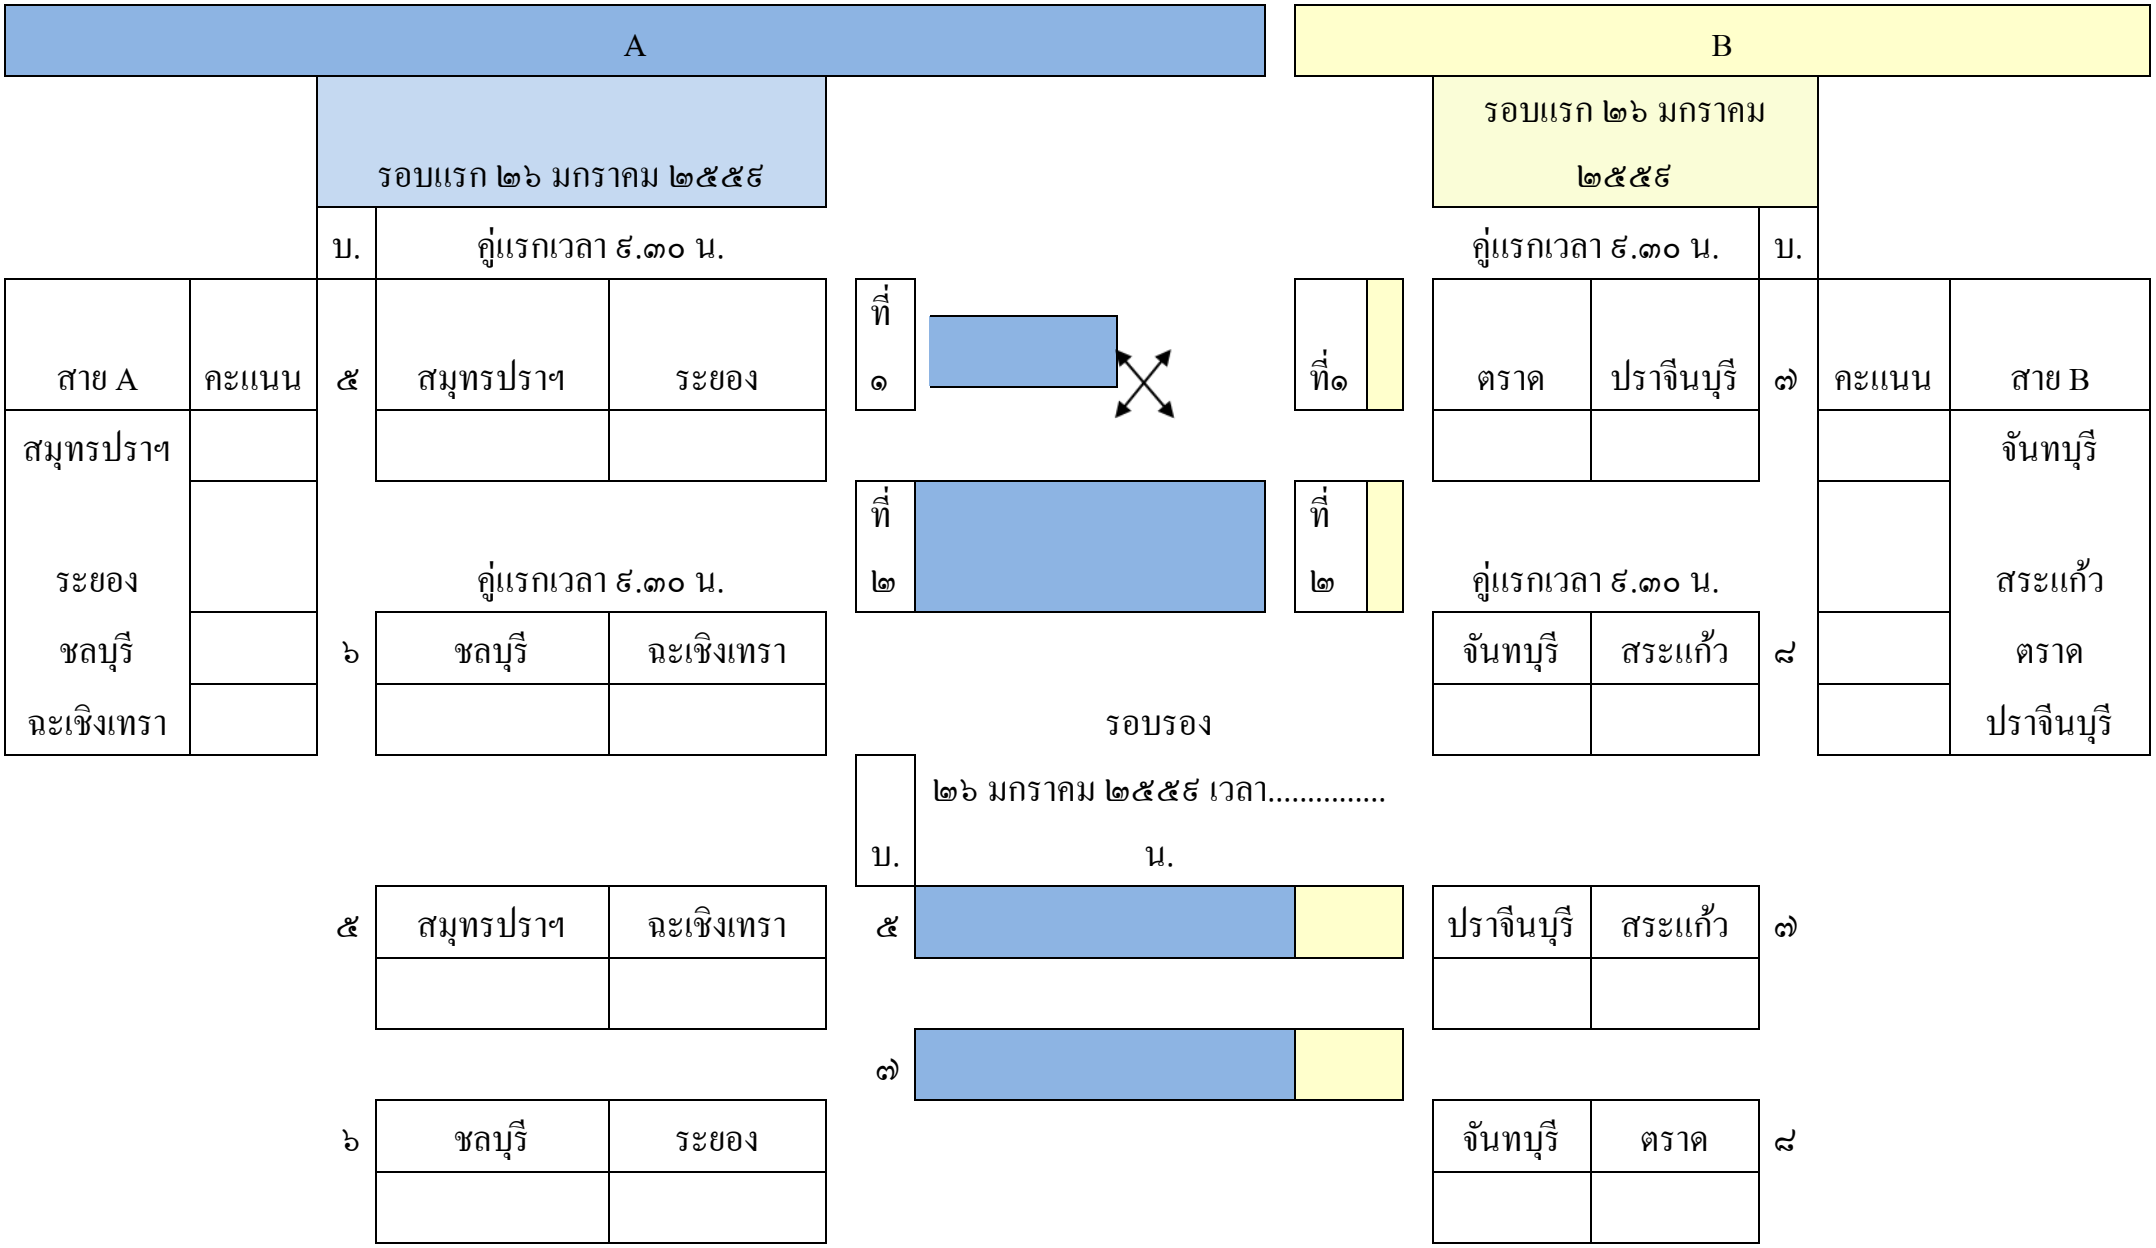 A B
รอบแรก ๒๖ มกราคม
รอบแรก ๒๖ มกราคม ๒๕๕๙ ๒๕๕๙
บ. คู่แรกเวลา ๙.๓๐ น. คู่แรกเวลา ๙.๓๐ น. บ.
ที่
สาย A คะแนน ๕ สมุทรปราฯ ระยอง ๑ ที่๑ ตราด ปราจีนบุรี ๗ คะแนน สาย B
สมุทรปราฯ จันทบุรี
ที่ ที่
ระยอง คู่แรกเวลา ๙.๓๐ น. ๒ ๒ คู่แรกเวลา ๙.๓๐ น. สระแก้ว
ชลบุรี ๖ ชลบุรี ฉะเชิงเทรา จันทบุรี สระแก้ว ๘ ตราด
ฉะเชิงเทรา รอบรอง ปราจีนบุรี
๒๖ มกราคม ๒๕๕๙ เวลา...............
บ. น.
๕ สมุทรปราฯ ฉะเชิงเทรา ๕ ปราจีนบุรี สระแก้ว ๗
๗
๖ ชลบุรี ระยอง จันทบุรี ตราด ๘